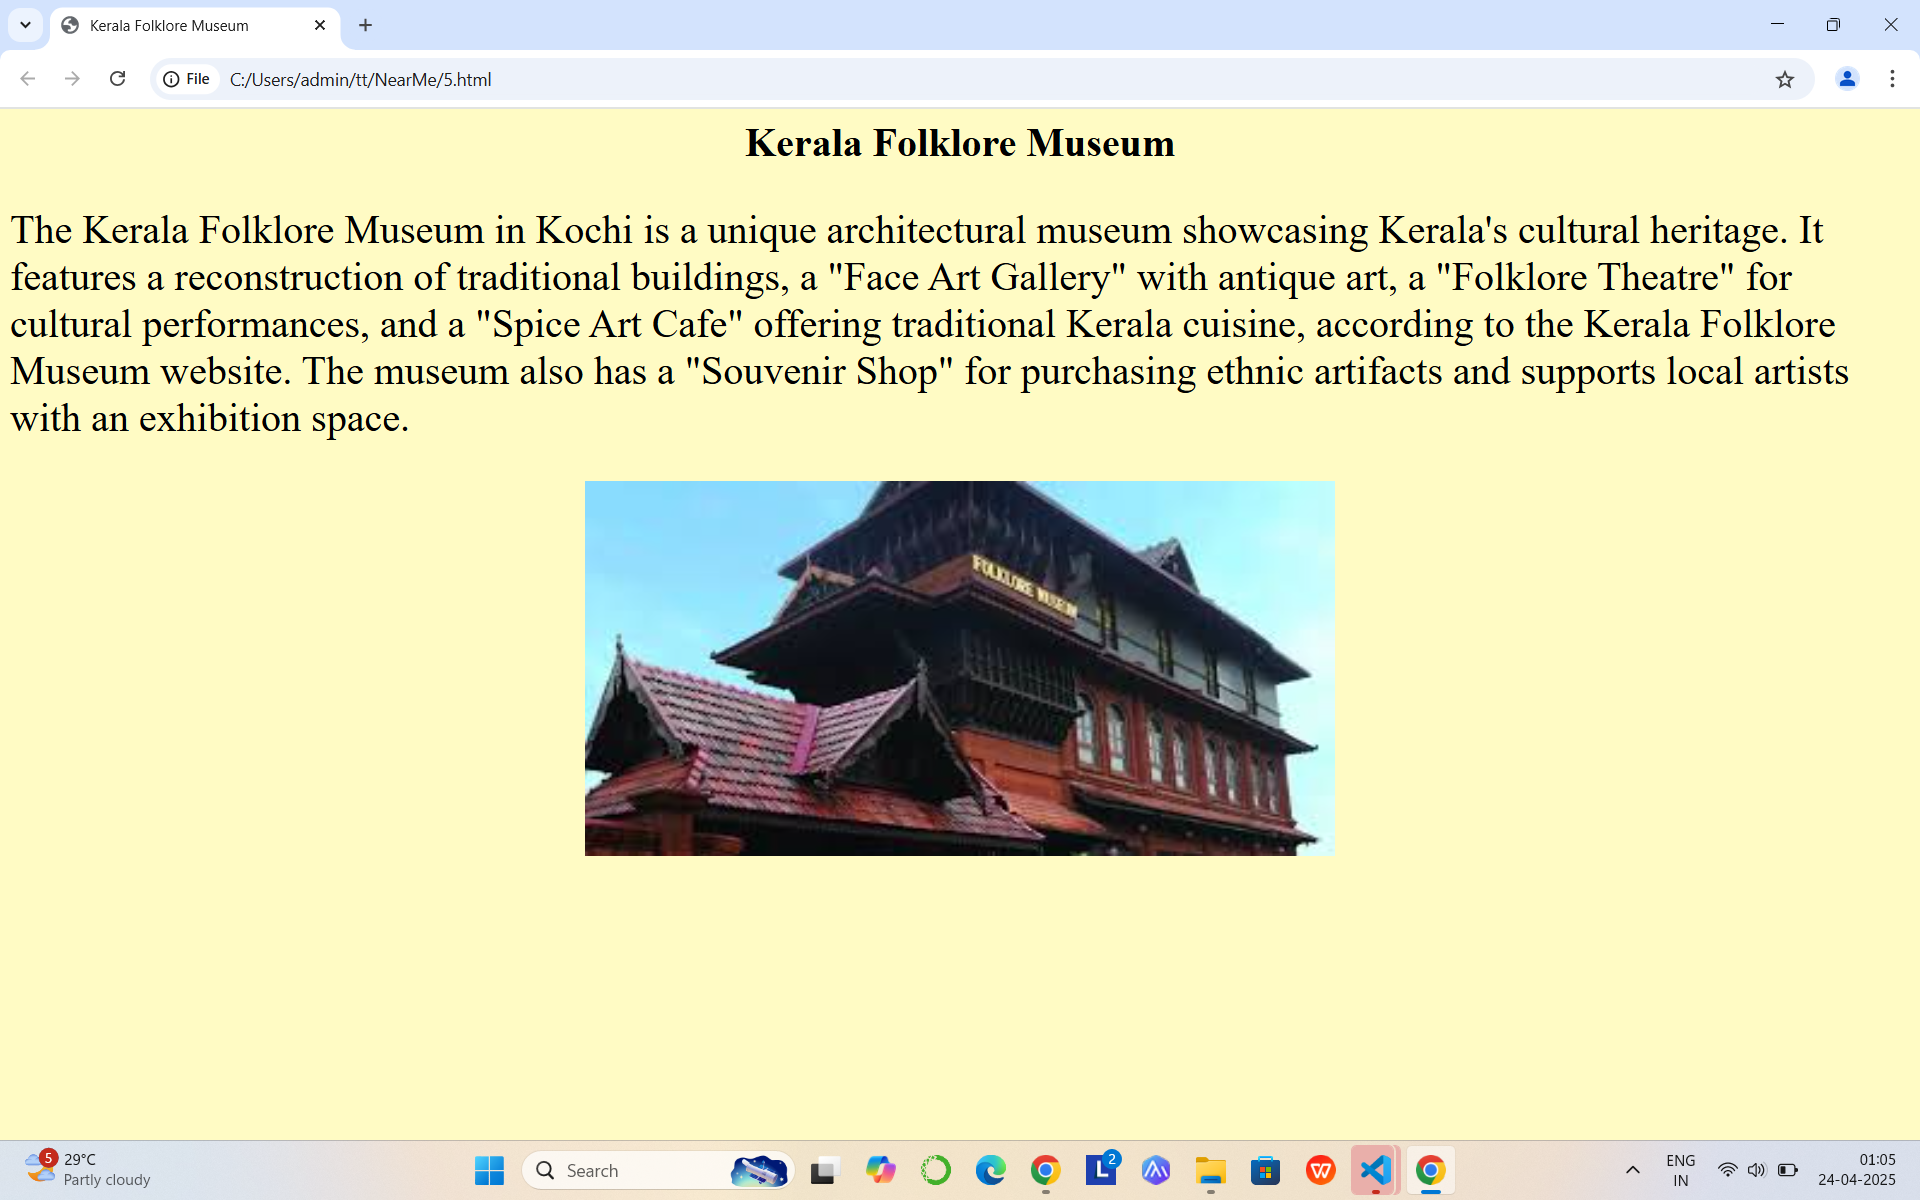 Kerala Folklore Museum
File
C:/Users/admin/tt/NearMe/5.html
Kerala Folklore Museum
The Kerala Folklore Museum in Kochi is a unique architectural museum showcasing Kerala's cultural heritage. It
features a reconstruction of traditional buildings, a "Face Art Gallery" with antique art, a "Folklore Theatre" for
cultural performances, and a "Spice Art Cafe" offering traditional Kerala cuisine, according to the Kerala Folklore
Museum website. The museum also has a "Souvenir Shop" for purchasing ethnic artifacts and supports local artists
with an exhibition space.
FOLKLORE MUSEUM
5
29°C
Partly cloudy
Search
L
2
W
ENG
IN
01:05
24-04-2025